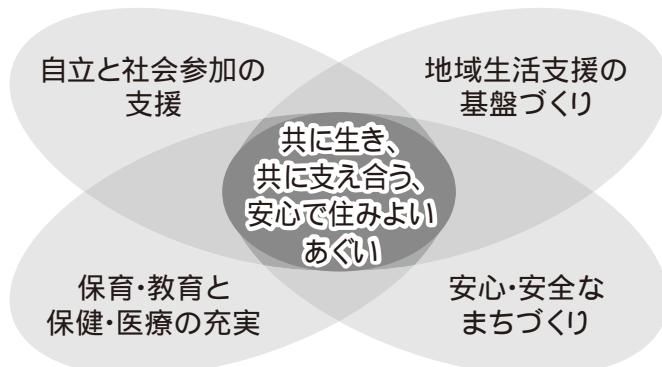 自立と社会参加の
支援
地域生活支援の
基盤づくり
共に生き、
共に支え合う、
安心で住みよい
あぐい
保育・教育と
保健・医療の充実
安心・安全な
まちづくり